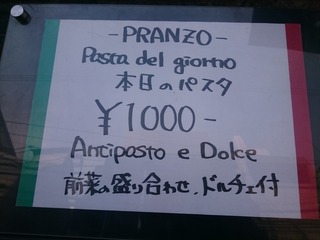 - PRANZO -
Pasta del giorno
本日のパスタ
¥1000-
Antipasto e Dolce
前菜の盛り合わせ、ドルチェ付